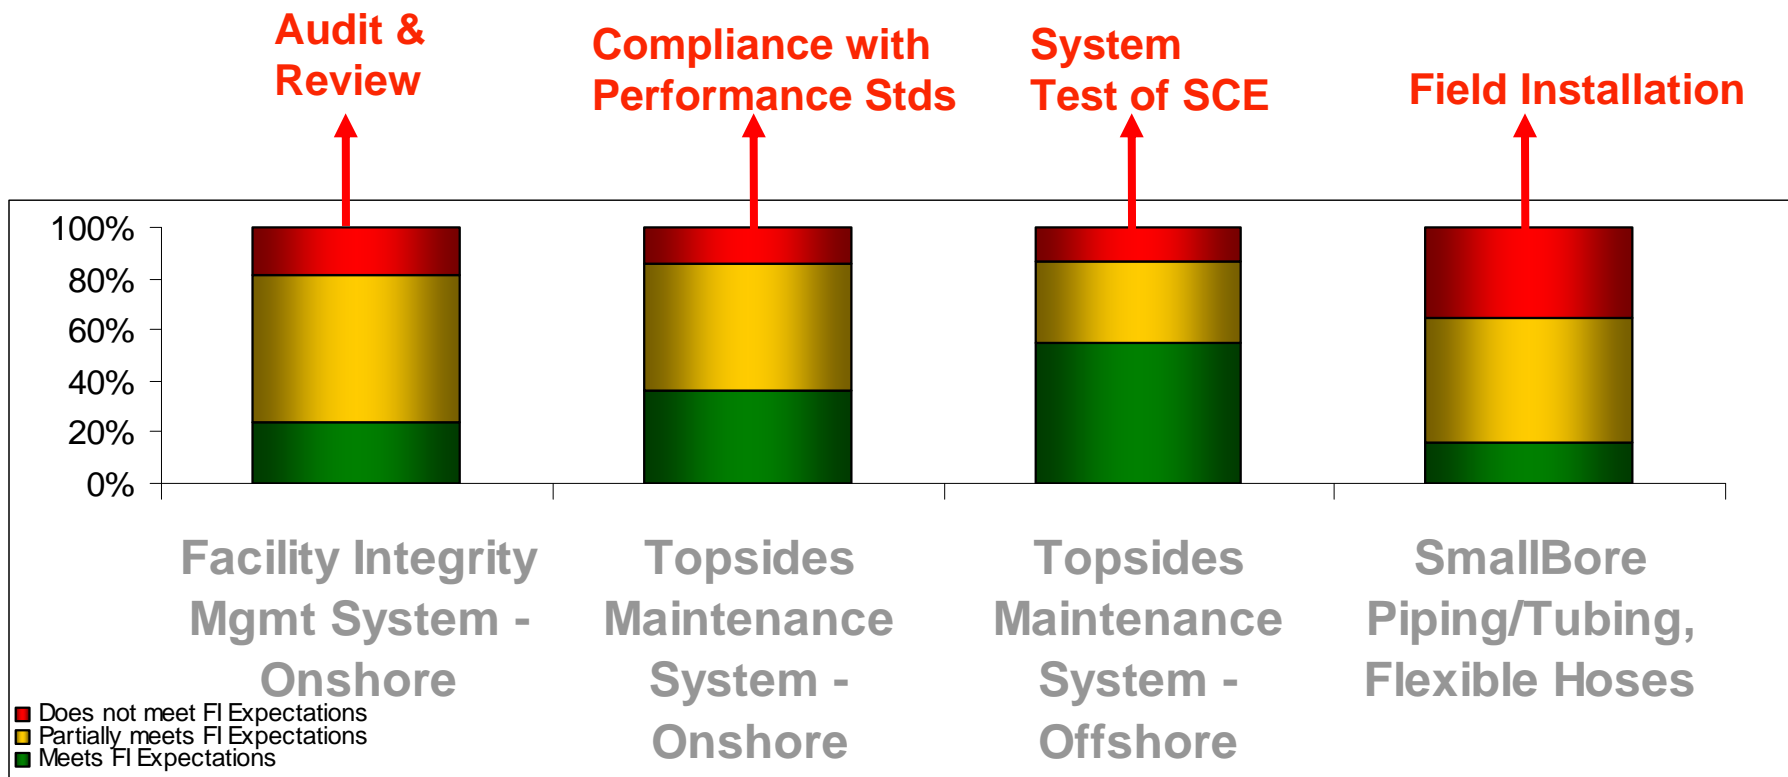 Audit &
Review
Compliance with
Performance Stds
System
Test of SCE
Field Installation
100%
80%
60%
40%
20%
0%
Facility Integrity
Mgmt System -
Onshore
Topsides
Maintenance
System -
Onshore
Topsides
Maintenance
System -
Offshore
SmallBore
Piping/Tubing,
Flexible Hoses
Does not meet FI Expectations
Partially meets FI Expectations
Meets FI Expectations